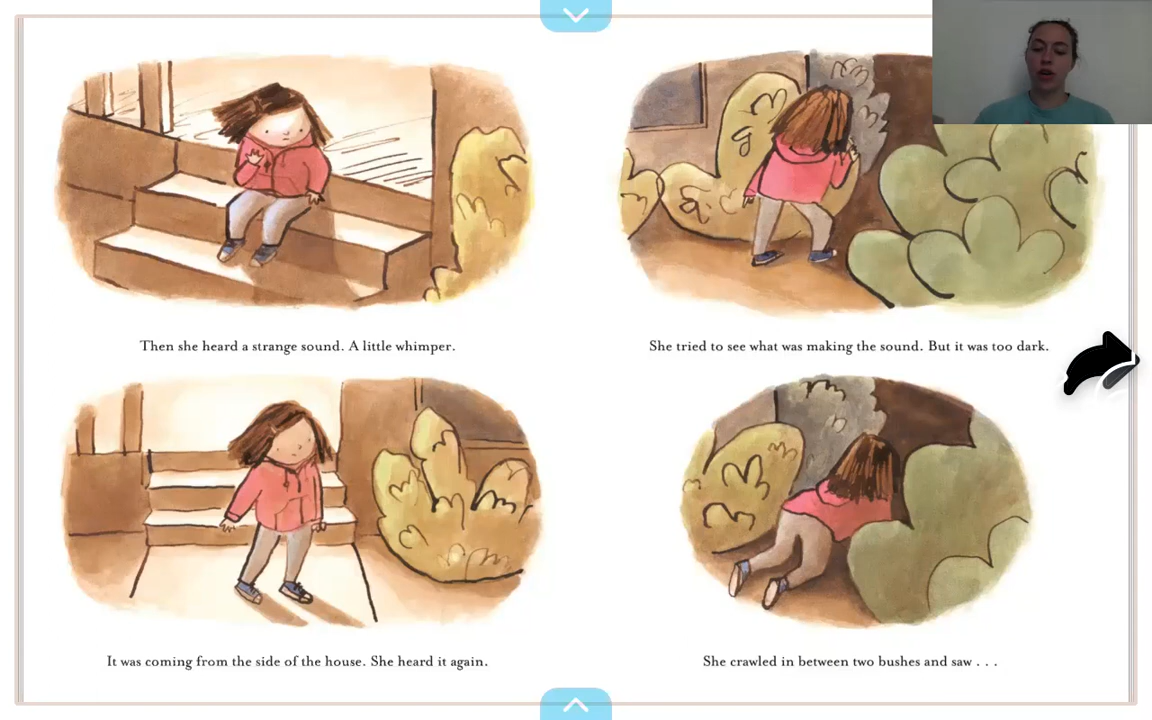 Then she heard a strange sound. A little whimper.
It was coming from the side of the house. She heard it again.
She tried to see what was making the sound. But it was too dark.
She crawled in between two bushes and saw . . .